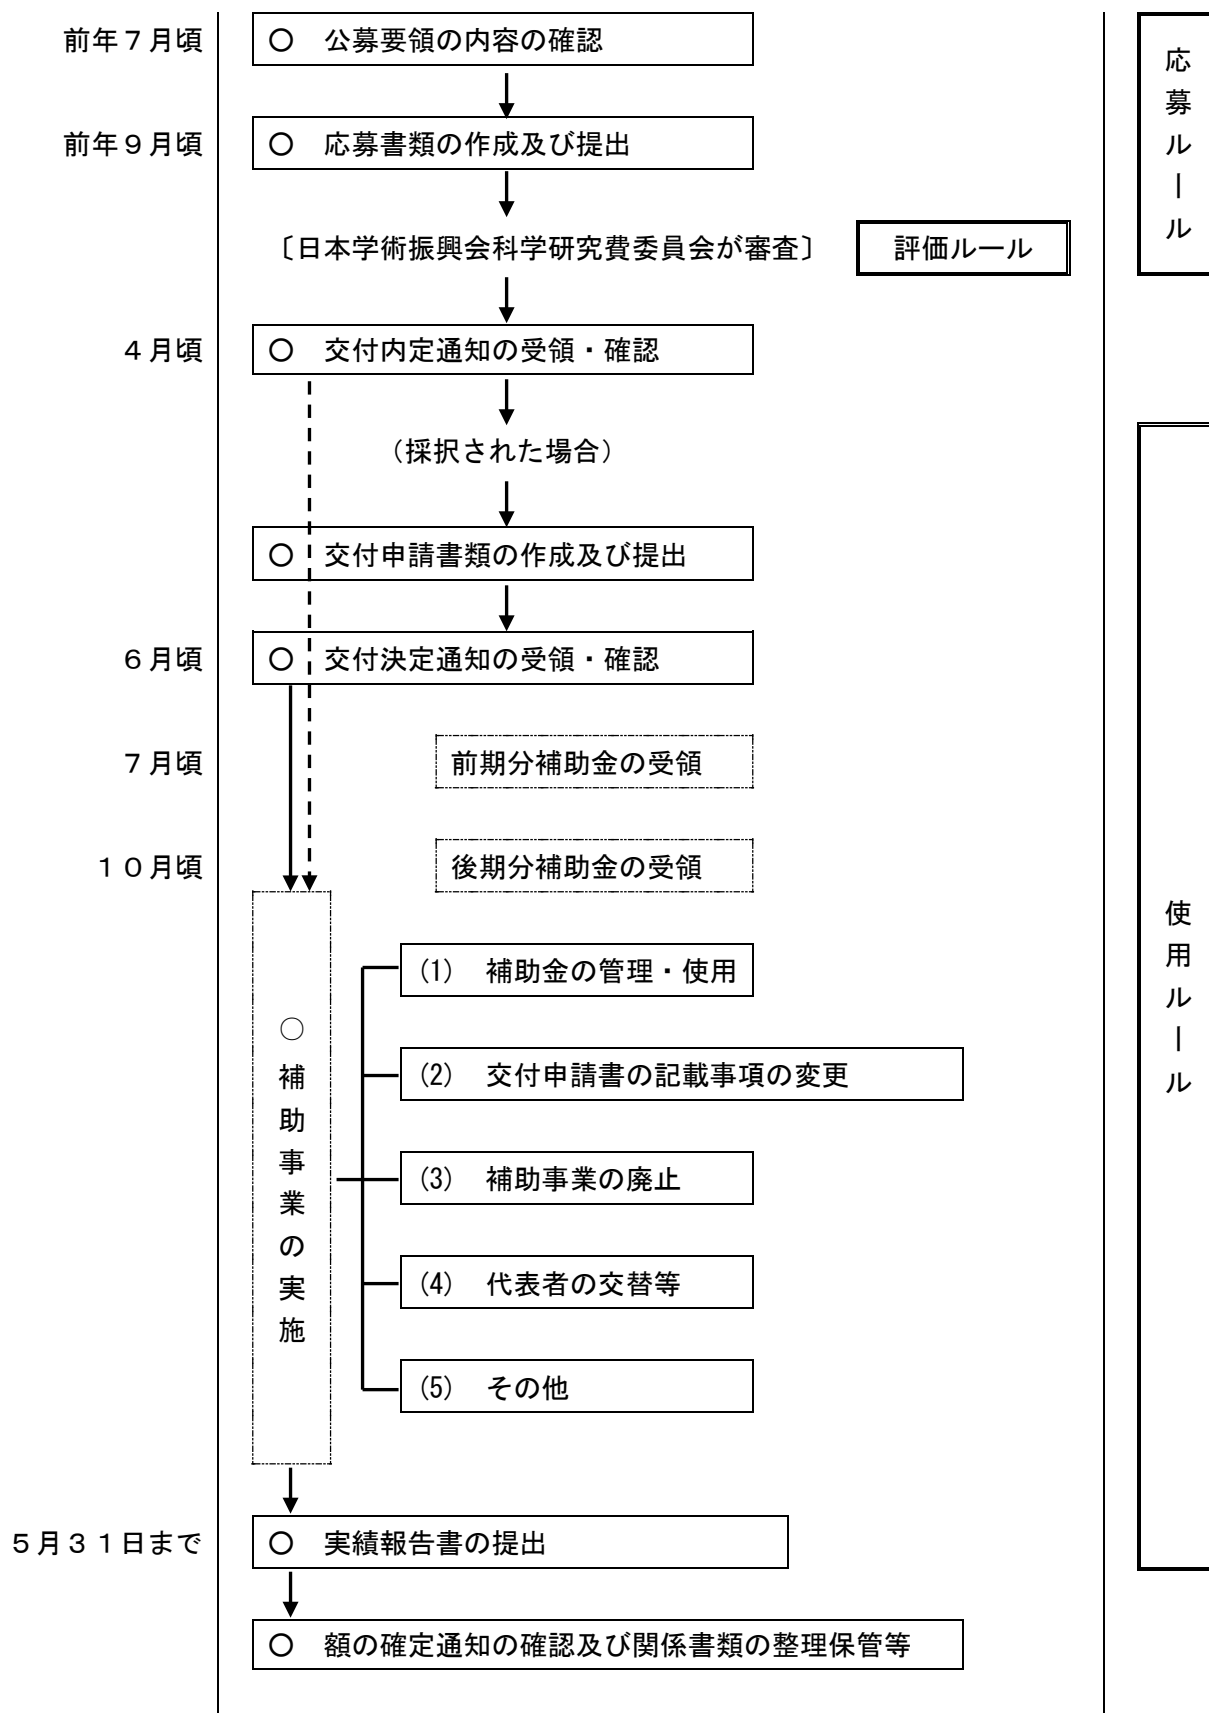 前年７月頃
○　公募要領の内容の確認
前年９月頃
○　応募書類の作成及び提出
〔日本学術振興会科学研究費委員会が審査〕
評価ルール
応募ルール
４月頃
○　交付内定通知の受領・確認
（採択された場合）
○　交付申請書類の作成及び提出
６月頃
○　交付決定通知の受領・確認
７月頃
前期分補助金の受領
１０月頃
後期分補助金の受領
○補助事業の実施
(1)　補助金の管理・使用
(2)　交付申請書の記載事項の変更
(3)　補助事業の廃止
(4)　代表者の交替等
(5)　その他
使用ルール
５月３１日まで
○　実績報告書の提出
○　額の確定通知の確認及び関係書類の整理保管等